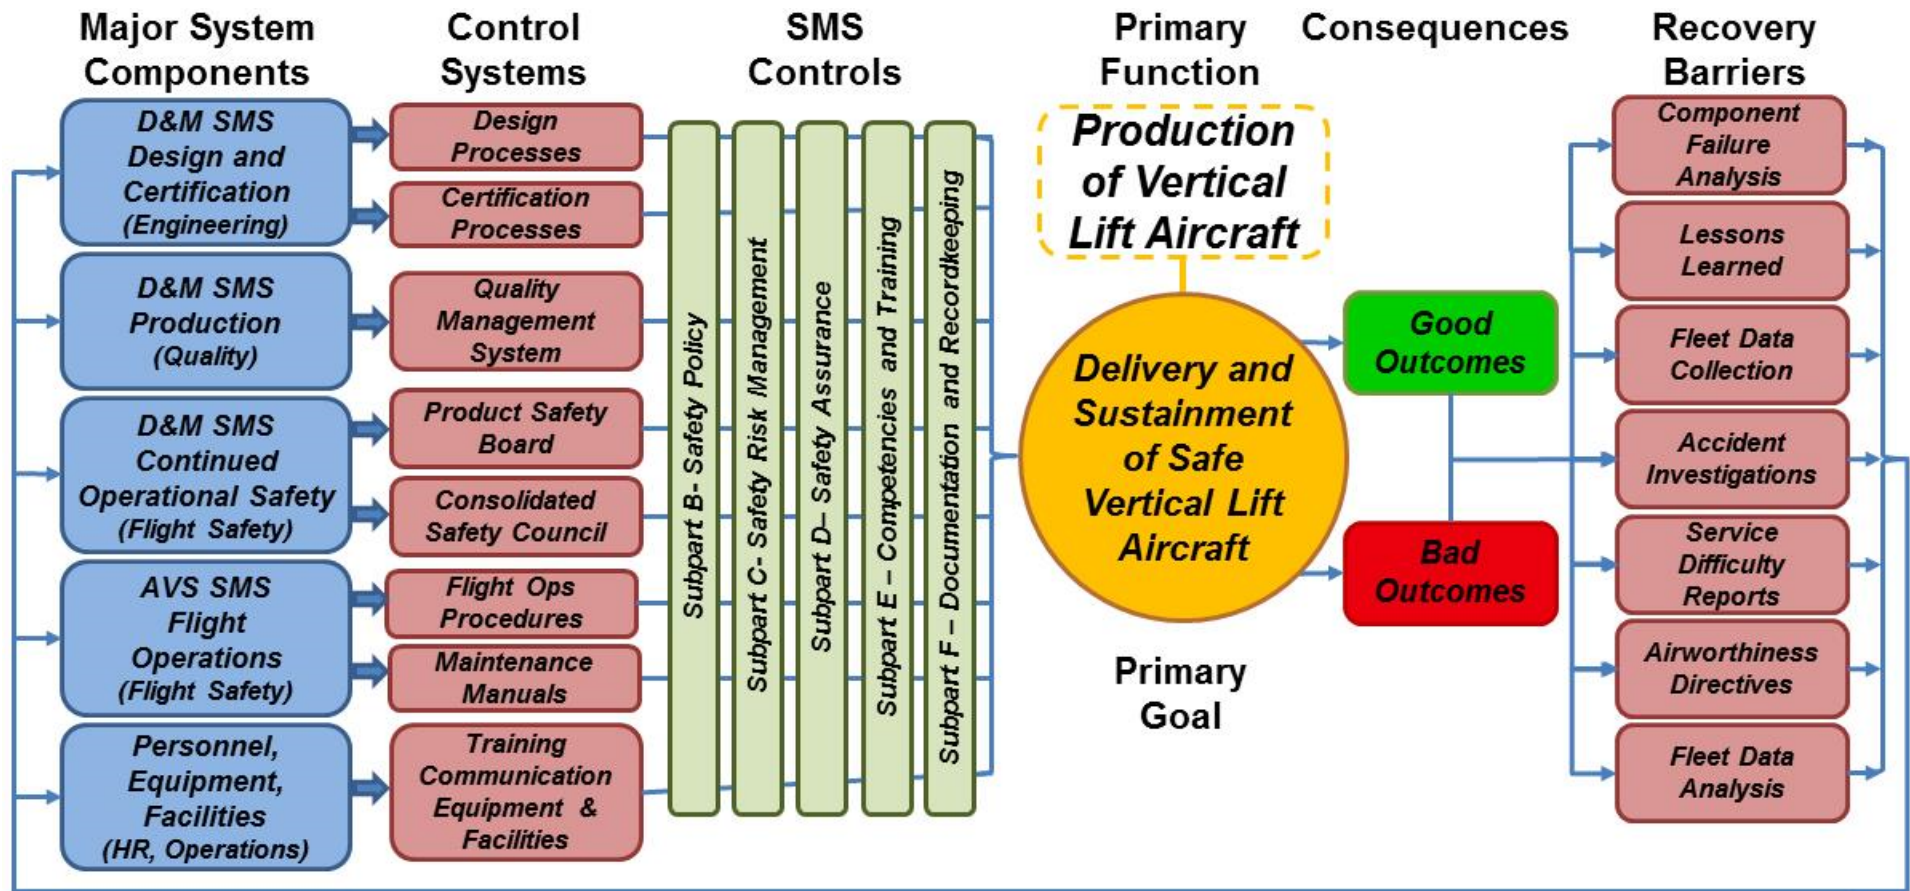 Major System
Components
Control
Systems
SMS
Controls
Primary
Function
Consequences
Recovery
Barriers
D&M SMS
Design and
Certification
(Engineering)
D&M SMS
Production
(Quality)
D&M SMS
Continued
Operational Safety
(Flight Safety)
AVS SMS
Flight
Operations
(Flight Safety)
Personnel,
Equipment,
Facilities
(HR, Operations)
Design
Processes
Certification
Processes
Quality
Management
System
Product Safety
Board
Consolidated
Safety Council
Flight Ops
Procedures
Maintenance
Manuals
Training
Communication
Equipment &
Facilities
Subpart B- Safety Policy
Subpart C- Safety Risk Management
Subpart D– Safety Assurance
Subpart E – Competencies and Training
Subpart F – Documentation and Recordkeeping
Production
of Vertical
Lift Aircraft
Delivery and
Sustainment
of Safe
Vertical Lift
Aircraft
Primary
Goal
Good
Outcomes
Bad
Outcomes
Component
Failure
Analysis
Lessons
Learned
Fleet Data
Collection
Accident
Investigations
Service
Difficulty
Reports
Airworthiness
Directives
Fleet Data
Analysis